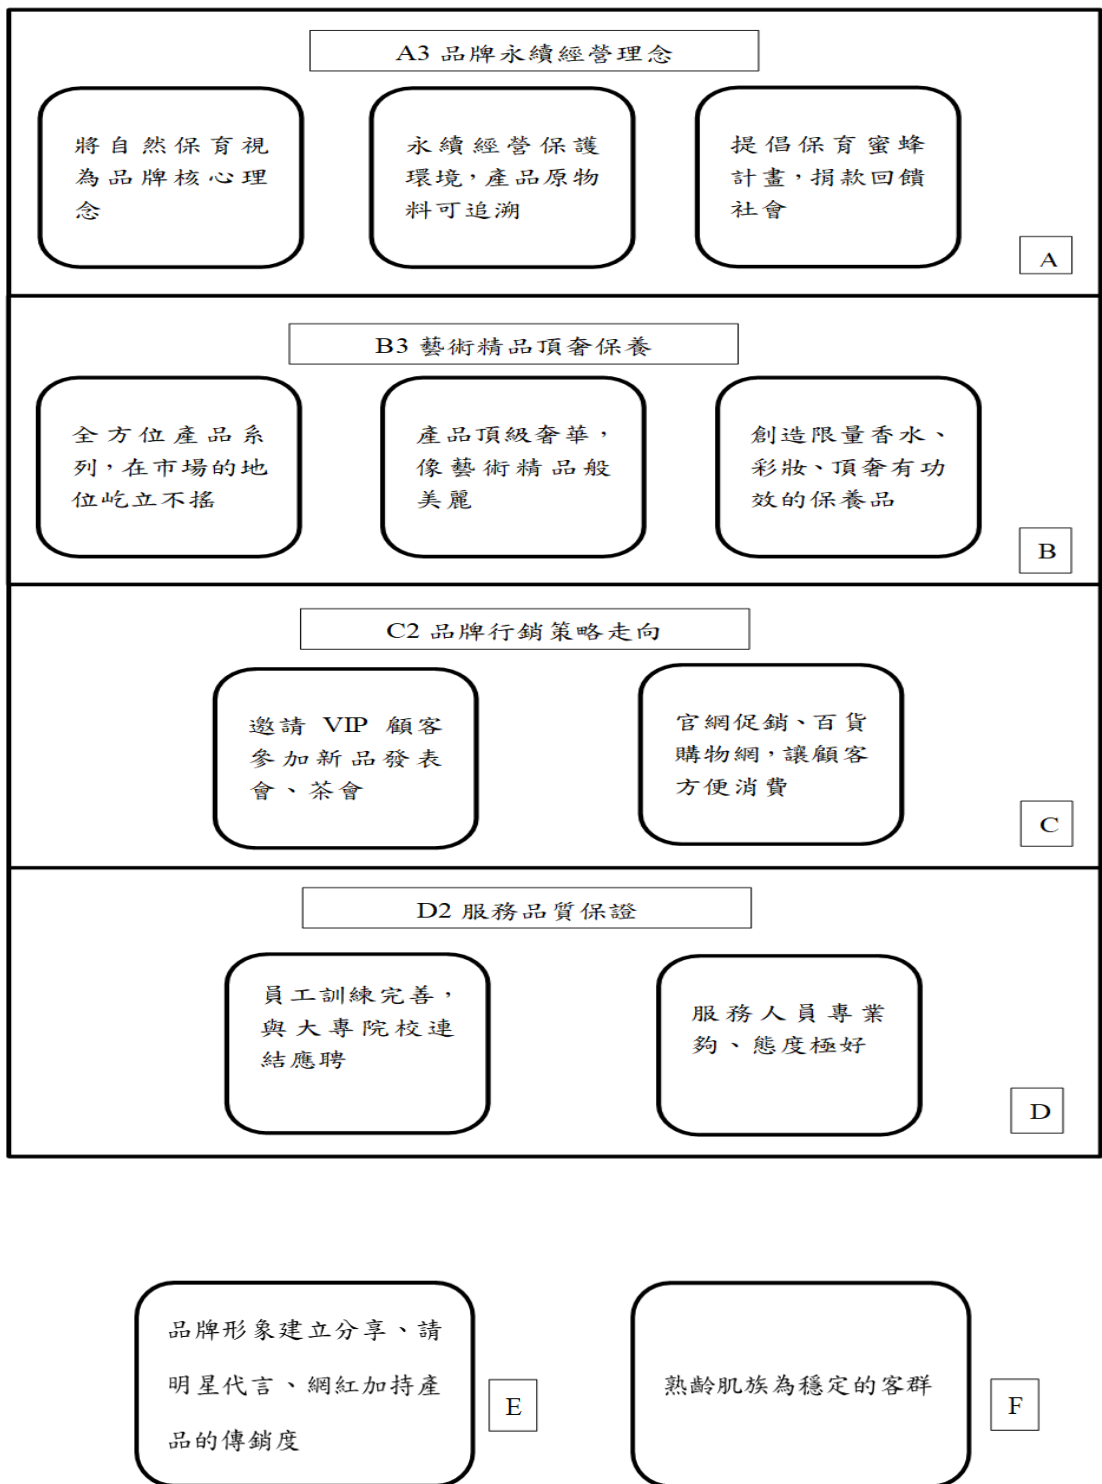 A3 品牌永續經營理念
將自然保育視
為品牌核心理
念
永續經營保護
環境，產品原物
料可追溯
提倡保育蜜蜂
計畫，捐款回饋
社會
A
B3 藝術精品頂奢保養
全方位產品系
列，在市場的地
位屹立不搖
產品頂級奢華，
像藝術精品般
美麗
創造限量香水、
彩妝、頂奢有功
效的保養品
B
C2 品牌行銷策略走向
邀請 VIP 顧客
參加新品發表
會、茶會
官網促銷、百貨
購物網，讓顧客
方便消費
C
D2 服務品質保證
員工訓練完善，
與大專院校連
結應聘
服務人員專業
夠、態度極好
D
品牌形象建立分享、請
明星代言、網紅加持產
品的傳銷度
E
熟齡肌族為穩定的客群
F